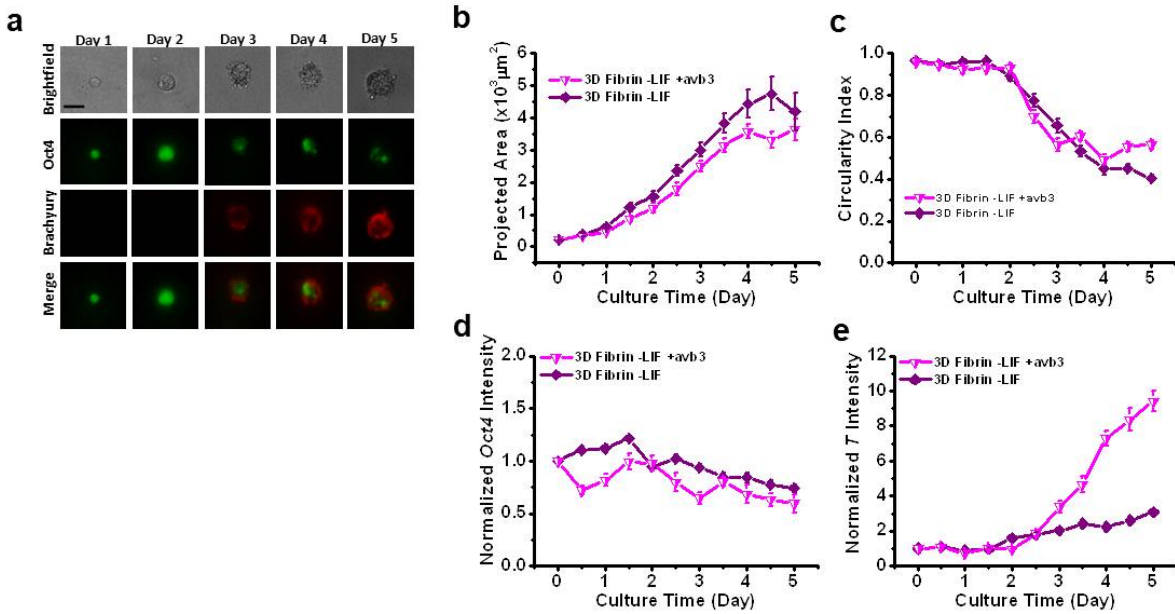 a
Day 1 Day 2 Day 3 Day 4 Day 5
Brightfield
Oct4
Brachyury
Merge
b
3D Fibrin -LIF +avb3
3D Fibrin -LIF
Projected Area (x10³μm²)
6
5
4
3
2
1
0
0 1 2 3 4 5
Culture Time (Day)
c
Circularity Index
1.0
0.8
0.6
0.4
0.2
0.0
3D Fibrin -LIF +avb3
3D Fibrin -LIF
0 1 2 3 4 5
Culture Time (Day)
d
3D Fibrin -LIF +avb3
3D Fibrin -LIF
Normalized Oct4 Intensity
2.0
1.5
1.0
0.5
0.0
0 1 2 3 4 5
Culture Time (Day)
e
3D Fibrin -LIF +avb3
3D Fibrin -LIF
Normalized T Intensity
12
10
8
6
4
2
0
0 1 2 3 4 5
Culture Time (Day)